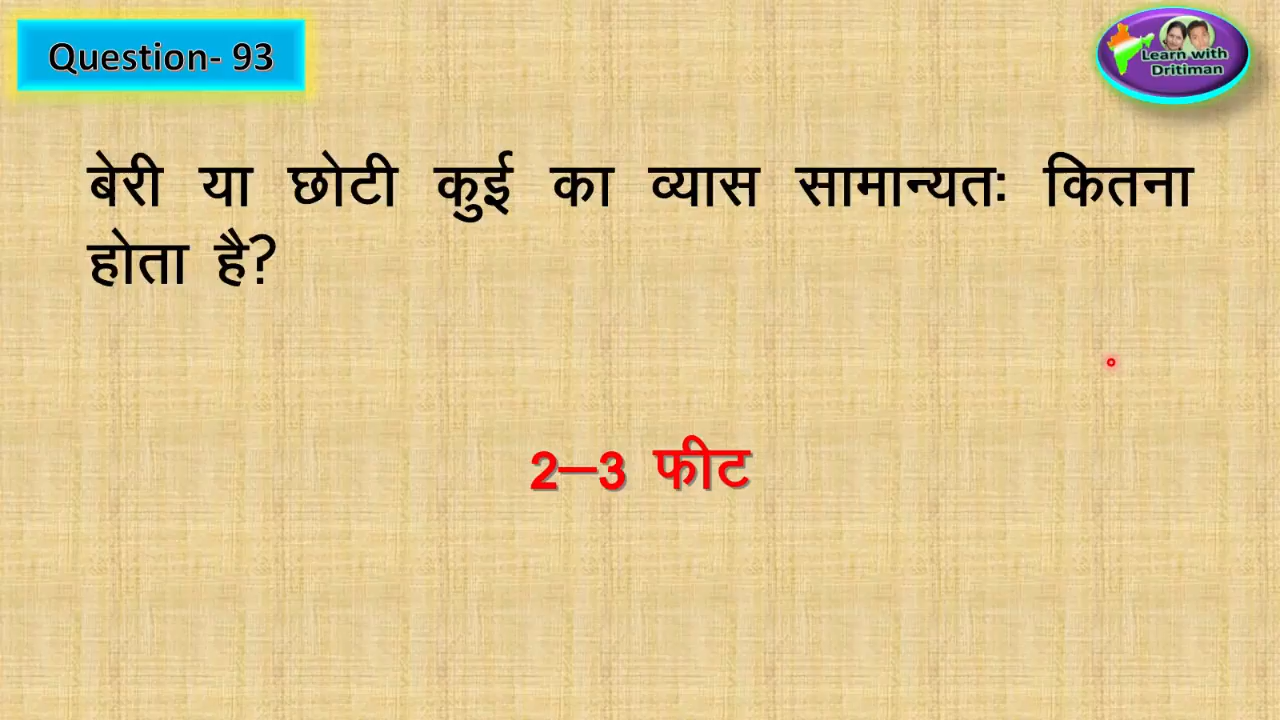 Question- 93
Learn with
Dritiman
बेरी या छोटी कुई का व्यास सामान्यतः कितना
होता है?
2–3 फीट